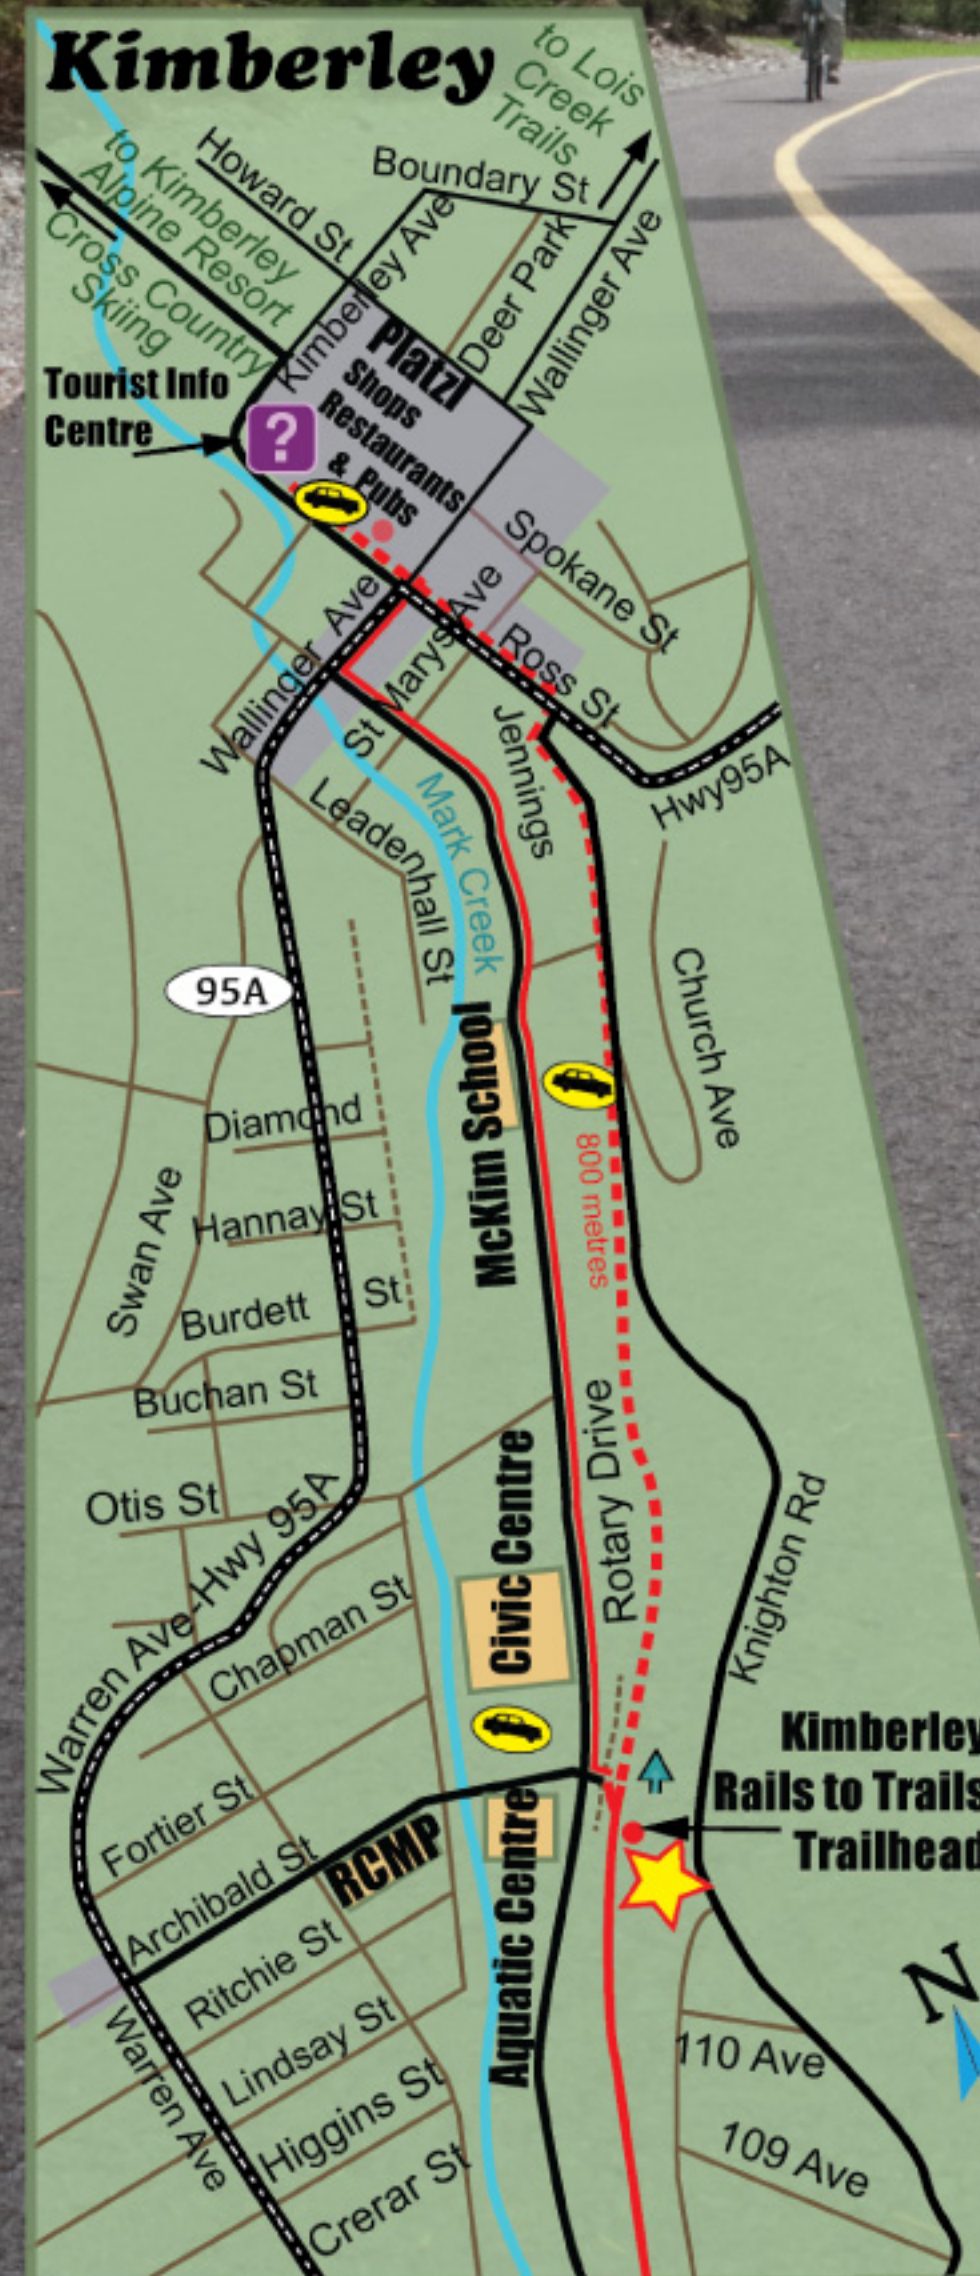 Kimberley
to Lois
Creek
Trails
to Kimberley
Alpine Resort
Cross Country
Skiing
Howard St
Boundary St
Kimberley Ave
Deer Park
Wallinger Ave
Platzl
Shops
Restaurants
& Pubs
Tourist Info
Centre
?
Spokane St
Wallinger Ave
St Marys Ave
Ross St
Jennings
Hwy95A
Leadenhall St
Mark Creek
95A
Church Ave
McKim School
800 metres
Diamond
Hannay St
Swan Ave
Burdett St
Buchan St
Otis St
Warren Ave-Hwy 95A
Civic Centre
Rotary Drive
Knighton Rd
Chapman St
Kimberley
Rails to Trails
Trailhead
Fortier St
Archibald St
RCMP
Aquatic Centre
Ritchie St
Warren Ave
Lindsay St
Higgins St
Crerar St
110 Ave
109 Ave
N